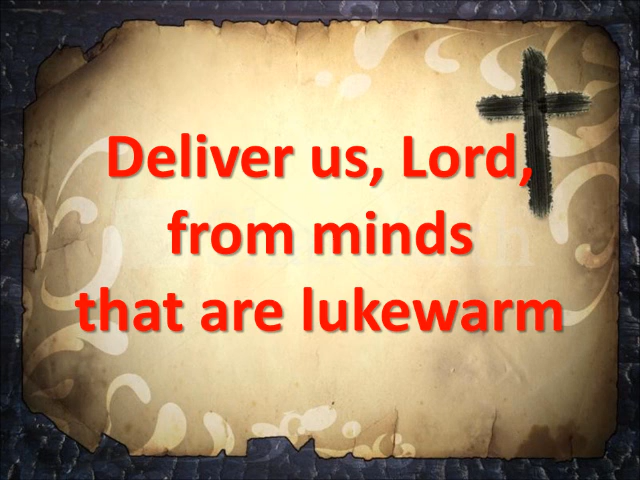 Deliver us, Lord,
from minds
that are lukewarm